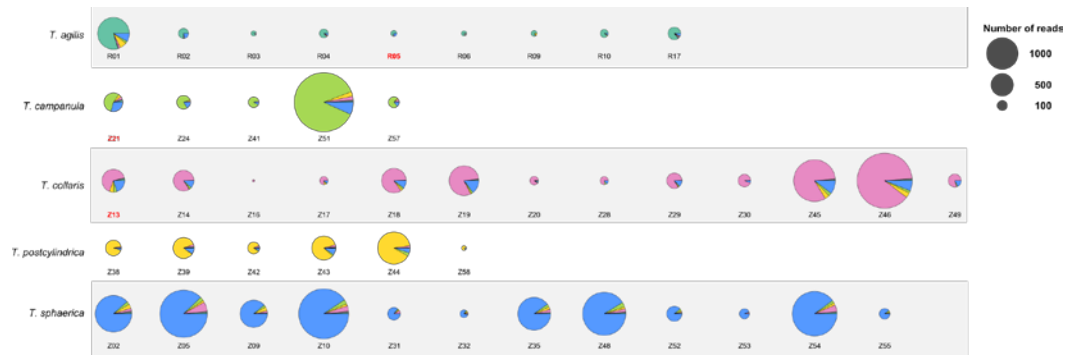 T. agilis
R01 R02 R03 R04 R05 R06 R09 R10 R17
Number of reads
1000
500
100
T. campanula
Z21 Z24 Z41 Z51 Z57
T. collaris
Z13 Z14 Z15 Z17 Z18 Z19 Z20 Z28 Z29 Z30 Z45 Z46 Z49
T. postcylindrica
Z38 Z39 Z42 Z43 Z44 Z58
T. sphaerica
Z02 Z05 Z09 Z10 Z31 Z32 Z35 Z48 Z52 Z53 Z54 Z55